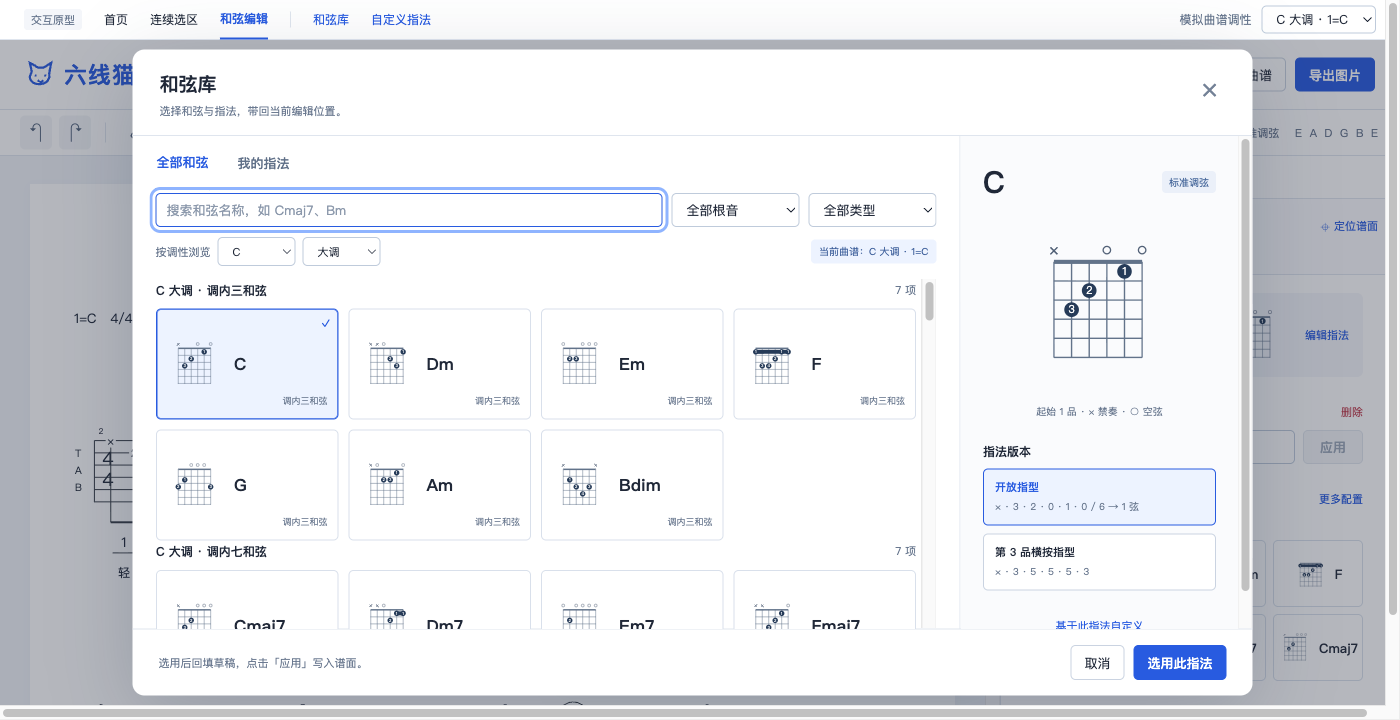 交互原型 首页 连续选区 和弦编辑 和弦库 自定义指法 模拟曲谱调性 C 大调 · 1=C
六线猫 曲谱 导出图片
和弦库
选择和弦与指法，带回当前编辑位置。
准调弦 E A D G B E
全部和弦 我的指法
搜索和弦名称，如 Cmaj7、Bm 全部根音 全部类型
按调性浏览 C 大调 当前曲谱：C 大调 · 1=C
C 大调 · 调内三和弦 7 项
C 调内三和弦
Dm 调内三和弦
Em 调内三和弦
F 调内三和弦
G 调内三和弦
Am 调内三和弦
Bdim 调内三和弦
C 大调 · 调内七和弦 7 项
Cmaj7 Dm7 Em7 Fmaj7
C 标准调弦
× ○ ○
1
2
3
起始 1 品 · × 禁奏 · ○ 空弦
指法版本
开放指型
× · 3 · 2 · 0 · 1 · 0 / 6 → 1 弦
第 3 品横按指型
× · 3 · 5 · 5 · 5 · 3
基于此指法自定义
选用后回填草稿，点击「应用」写入谱面。
取消 选用此指法
1=C 4/4
2
T
A
B
4
4
1
轻
定位谱面
编辑指法
删除
应用
更多配置
m F
7 Cmaj7